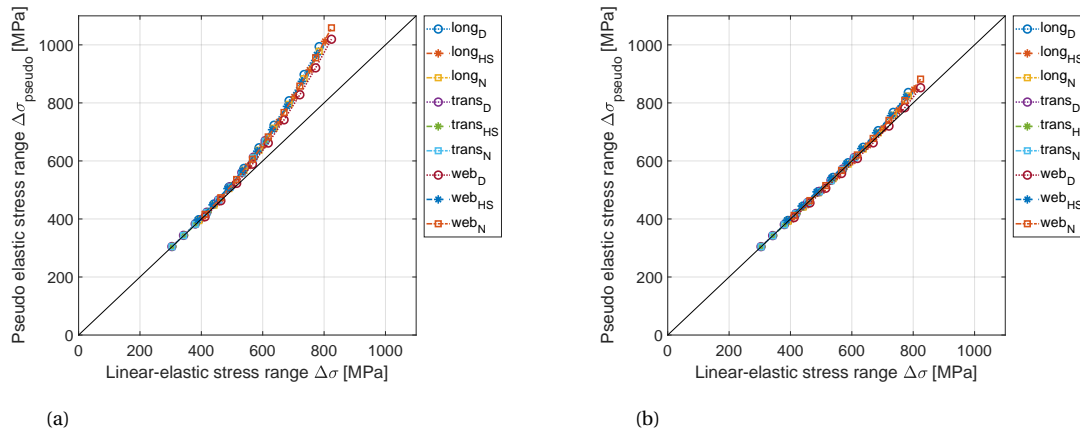 1000
800
600
400
200
0
0 200 400 600 800 1000
Pseudo elastic stress range Δσpseudo [MPa]
Linear-elastic stress range Δσ [MPa]
longD
longHS
longN
transD
transHS
transN
webD
webHS
webN
(a)
1000
800
600
400
200
0
0 200 400 600 800 1000
Pseudo elastic stress range Δσpseudo [MPa]
Linear-elastic stress range Δσ [MPa]
longD
longHS
longN
transD
transH
transN
webD
webHS
webN
(b)